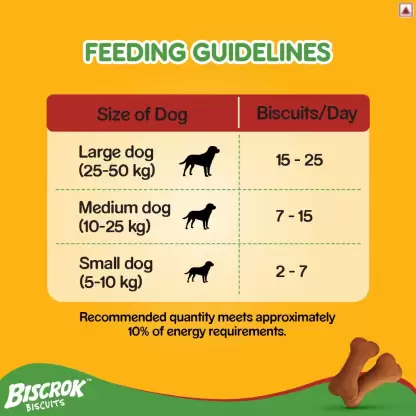 FEEDING GUIDELINES
Size of Dog Biscuits/Day
Large dog
(25-50 kg)
15 - 25
Medium dog
(10-25 kg)
7 - 15
Small dog
(5-10 kg)
2 - 7
Recommended quantity meets approximately
10% of energy requirements.
BISCROK™
BISCUITS